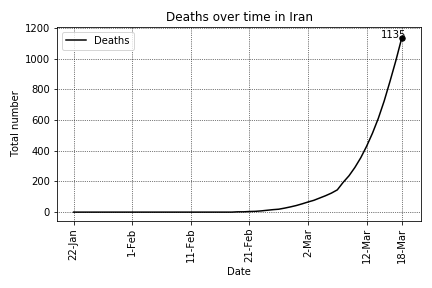 Deaths over time in Iran
Deaths
1135
Total number
1200
1000
800
600
400
200
0
22-Jan
1-Feb
11-Feb
21-Feb
2-Mar
12-Mar
18-Mar
Date